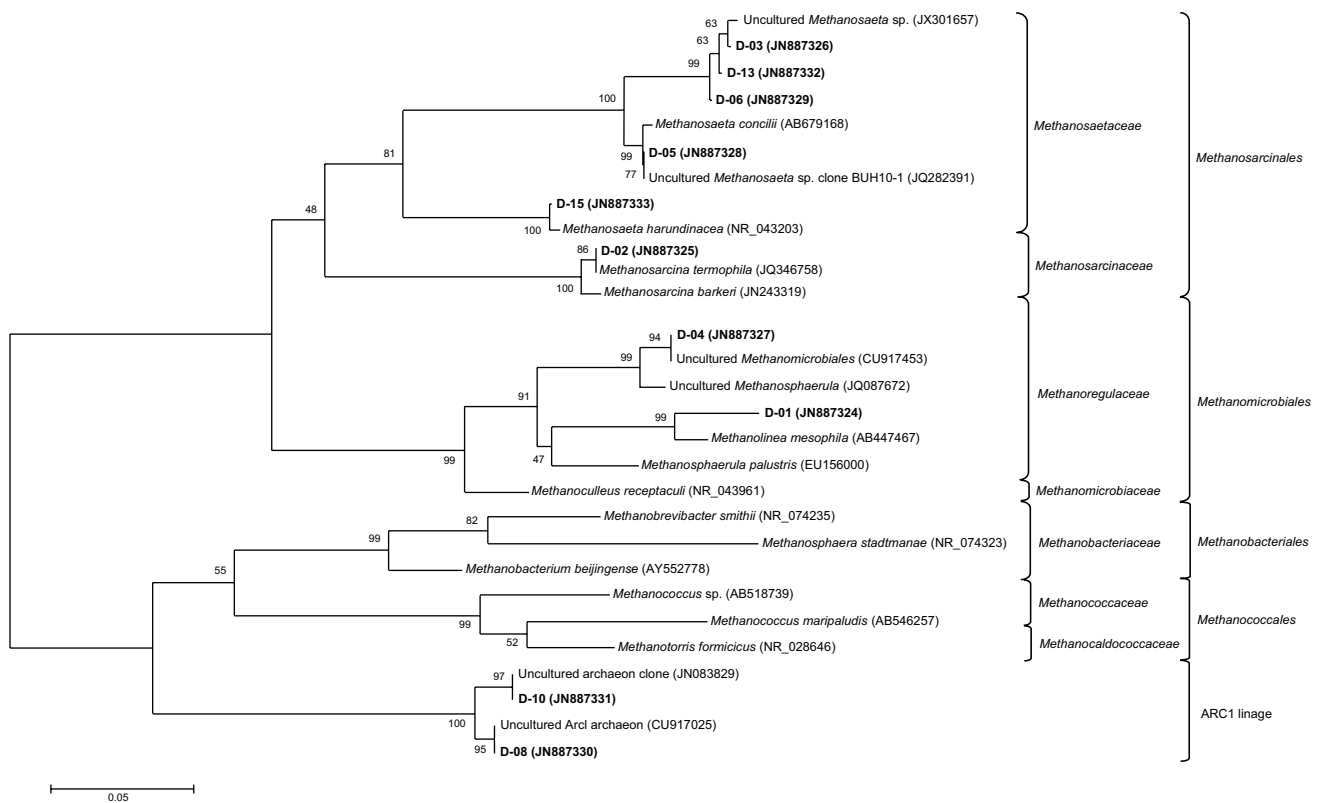 63
Uncultured Methanosaeta sp. (JX301657)
63
D-03 (JN887326)
99
D-13 (JN887332)
D-06 (JN887329)
100
Methanosaeta concilii (AB679168)
99
D-05 (JN887328)
77
Uncultured Methanosaeta sp. clone BUH10-1 (JQ282391)
81
D-15 (JN887333)
100
Methanosaeta harundinacea (NR_043203)
48
86
D-02 (JN887325)
Methanosarcina termophila (JQ346758)
100
Methanosarcina barkeri (JN243319)
94
D-04 (JN887327)
99
Uncultured Methanomicrobiales (CU917453)
Uncultured Methanosphaerula (JQ087672)
91
99
D-01 (JN887324)
Methanolinea mesophila (AB447467)
47
Methanosphaerula palustris (EU156000)
99
Methanoculleus receptaculi (NR_043961)
82
Methanobrevibacter smithii (NR_074235)
99
Methanosphaera stadtmanae (NR_074323)
Methanobacterium beijingense (AY552778)
55
Methanococcus sp. (AB518739)
99
Methanococcus maripaludis (AB546257)
52
Methanotorris formicicus (NR_028646)
97
Uncultured archaeon clone (JN083829)
D-10 (JN887331)
100
Uncultured Arcl archaeon (CU917025)
95
D-08 (JN887330)
Methanosaetaceae
Methanosarcinaceae
Methanoregulaceae
Methanomicrobiaceae
Methanobacteriaceae
Methanococcaceae
Methanocaldococcaceae
Methanosarcinales
Methanomicrobiales
Methanobacteriales
Methanococcales
ARC1 linage
0.05